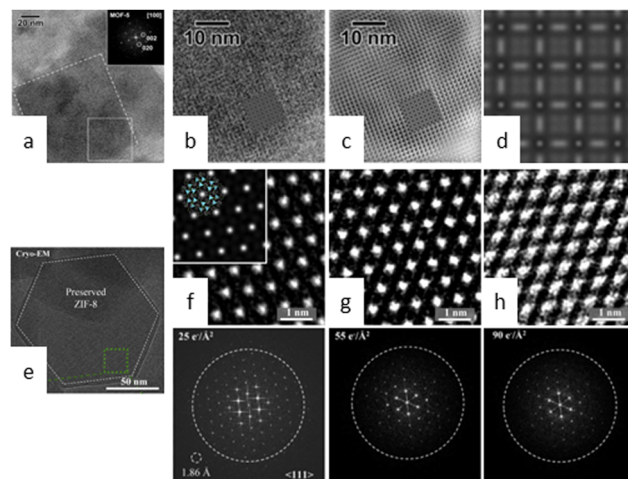 20 nm
MOF-5 [100]
002
020
10 nm
10 nm
a
b
c
d
Cryo-EM
Preserved
ZIF-8
50 nm
e
f
1 nm
g
1 nm
h
1 nm
25 e⁻/Å²
1.86 Å
<111>
55 e⁻/Å²
90 e⁻/Å²